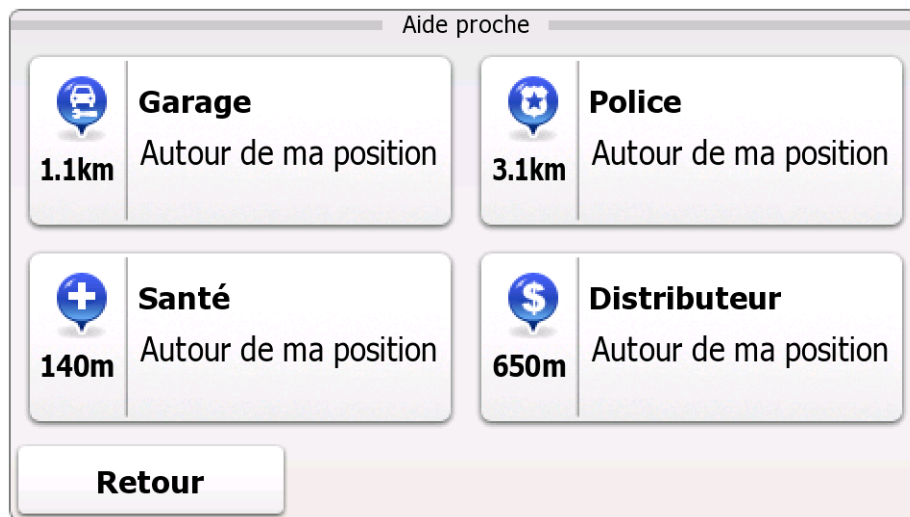 Aide proche
Garage
Autour de ma position
1.1km
Police
Autour de ma position
3.1km
Santé
Autour de ma position
140m
Distributeur
Autour de ma position
650m
Retour